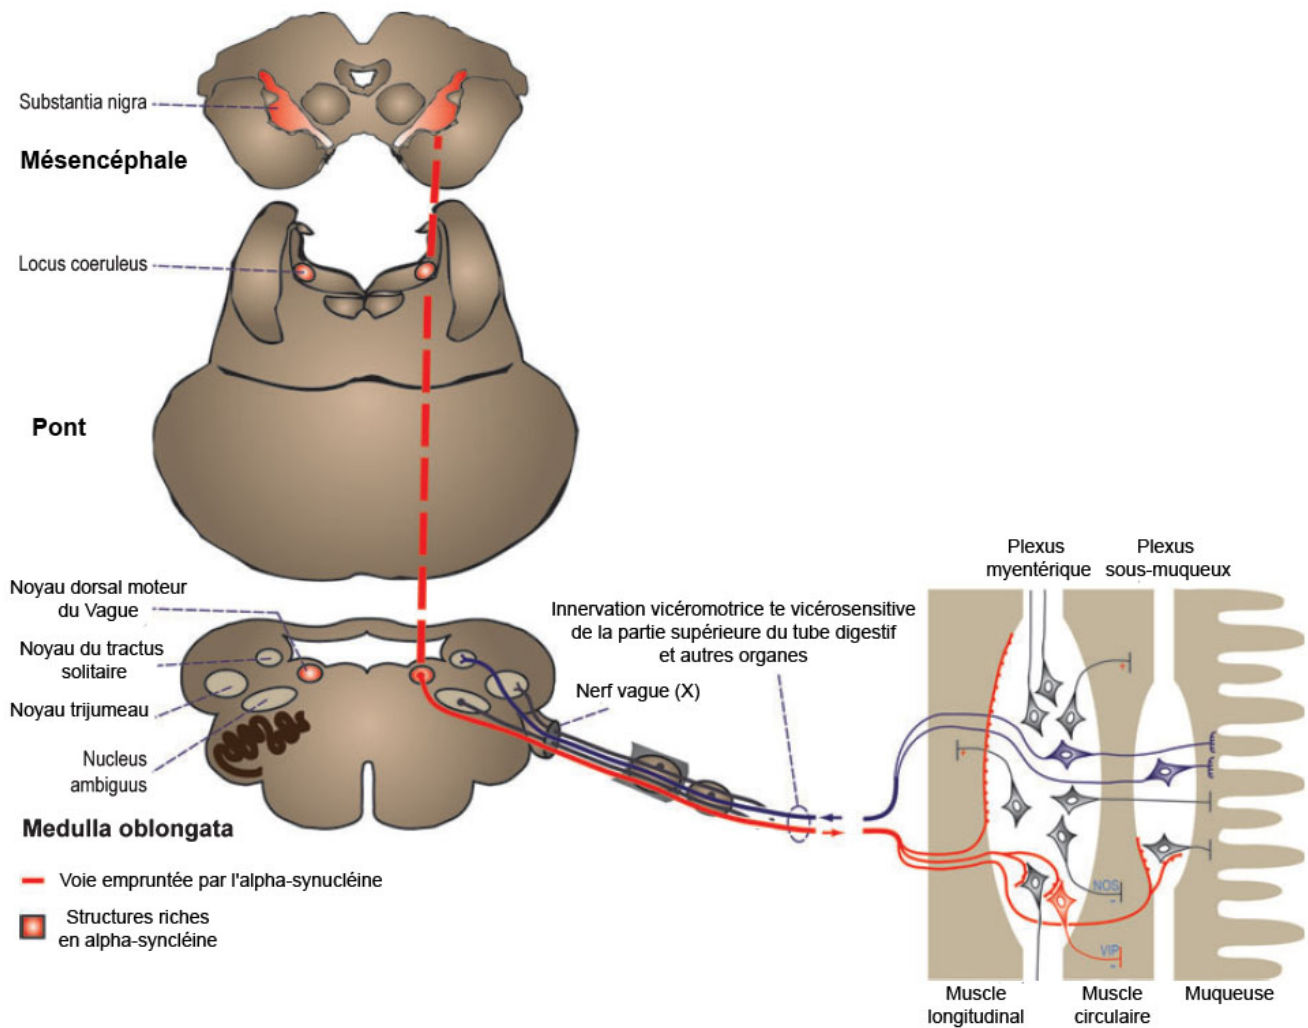 Substantia nigra
Mésencéphale
Locus coeruleus
Pont
Noyau dorsal moteur
du Vague
Noyau du tractus
solitaire
Noyau trijumeau
Nucleus
ambiguus
Medulla oblongata
Voie empruntée par l'alpha-synucléine
Structures riches
en alpha-syncléine
Innervation vicéromotrice te vicérosensitive
de la partie supérieure du tube digestif
et autres organes
Nerf vague (X)
Plexus
myentérique
Plexus
sous-muqueux
+
+
NOS
-
VIP
-
Muscle
longitudinal
Muscle
circulaire
Muqueuse